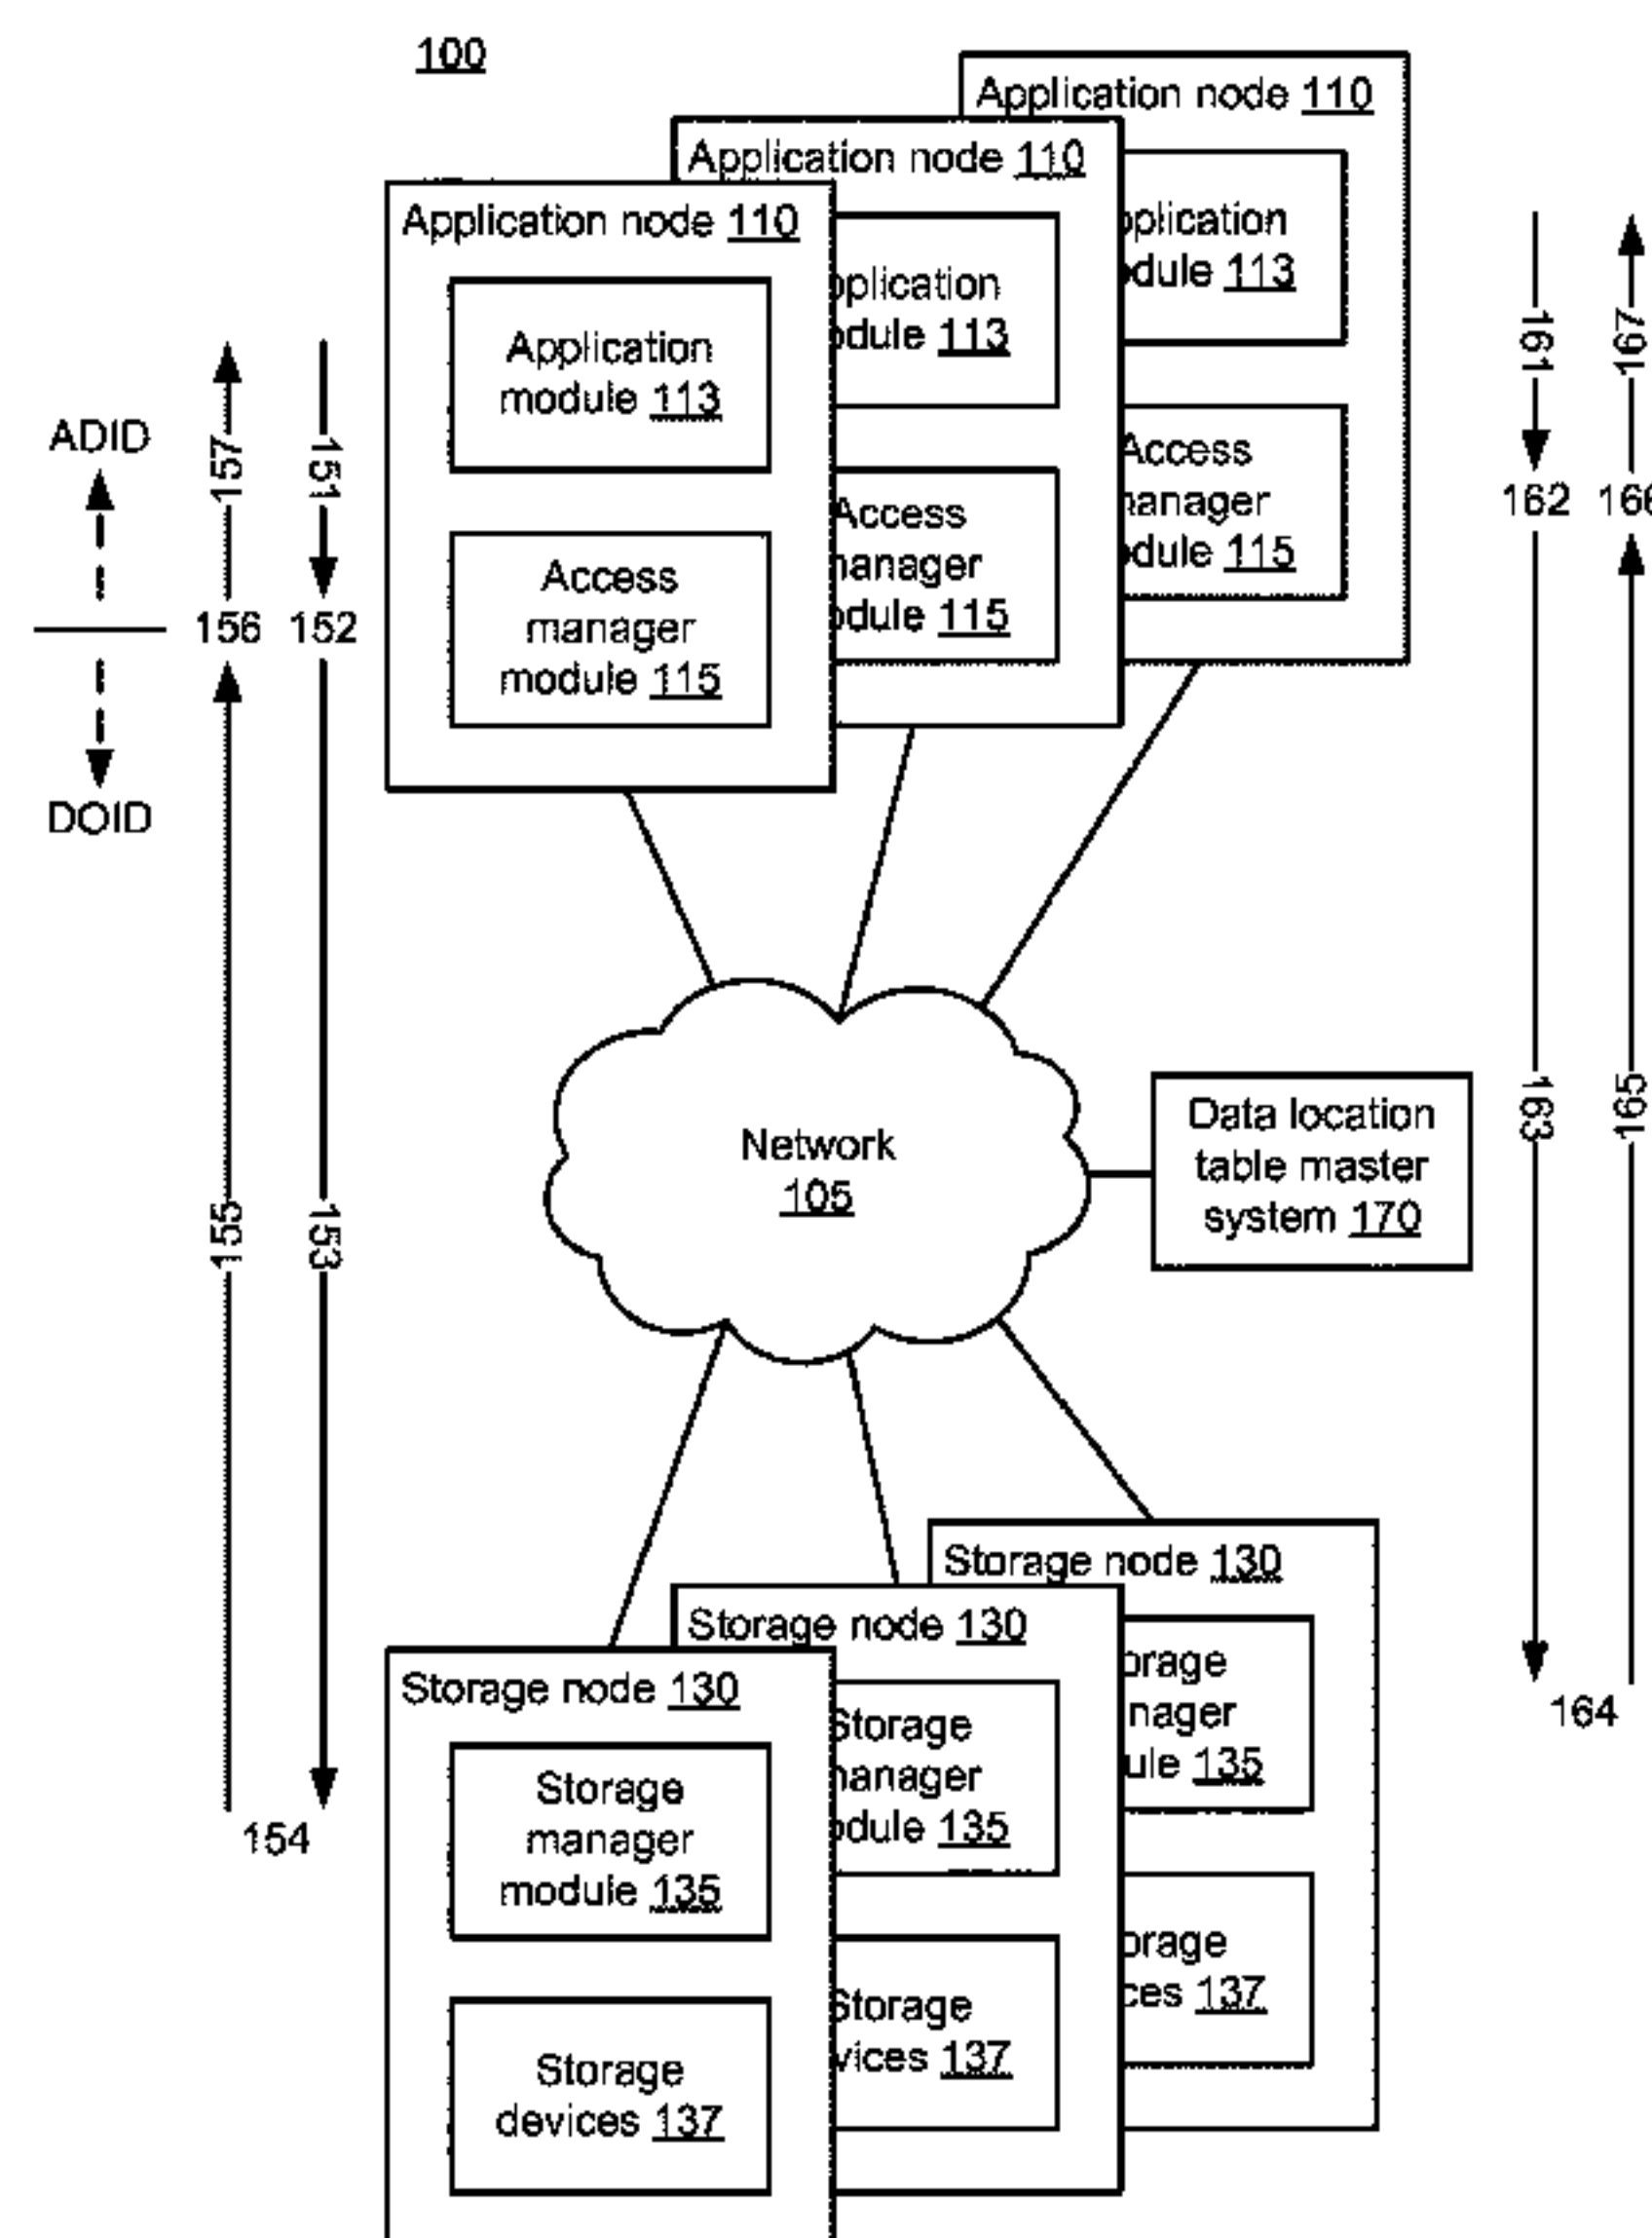 100
Application node 110
Application node 110
Application node 110
Application
module 113
Access
manager
module 115
pplication
odule 113
Access
anager
odule 115
pplication
dule 113
Access
anager
dule 115
ADID
DOID
157
151
156 152
155
153
154
161
167
162 166
163
165
164
Network
105
Data location
table master
system 170
Storage node 130
Storage node 130
Storage node 130
Storage
manager
module 135
Storage
devices 137
Storage
anager
odule 135
Storage
vices 137
orage
nager
ule 135
orage
ces 137